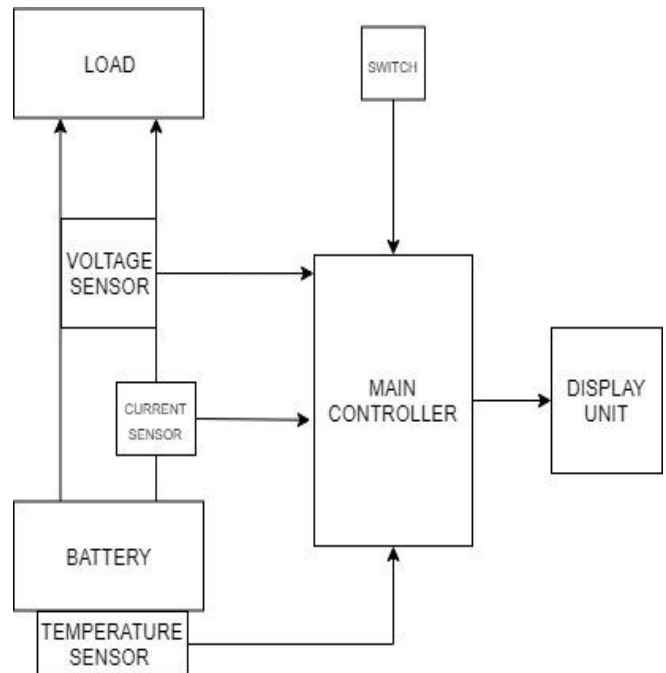 LOAD
SWITCH
VOLTAGE
SENSOR
CURRENT
SENSOR
MAIN
CONTROLLER
DISPLAY
UNIT
BATTERY
TEMPERATURE
SENSOR